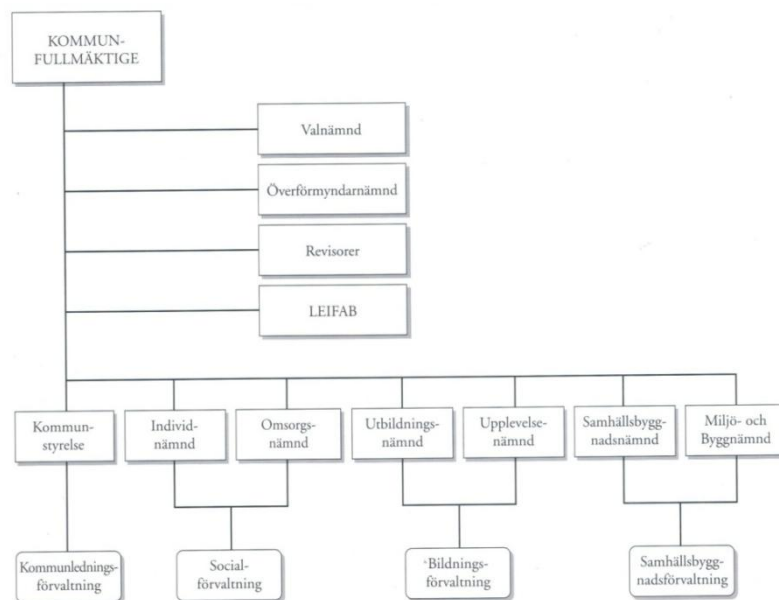 KOMMUN-
FULLMÄKTIGE
Valnämnd
Överförmyndarnämnd
Revisorer
LEIFAB
Kommun-
styrelse
Individ-
nämnd
Omsorgs-
nämnd
Utbildnings-
nämnd
Upplevelse-
nämnd
Samhällsbygg-
nadsnämnd
Miljö- och
Byggnämnd
Kommunlednings-
förvaltning
Social-
förvaltning
Bildnings-
förvaltning
Samhällsbygg-
nadsförvaltning